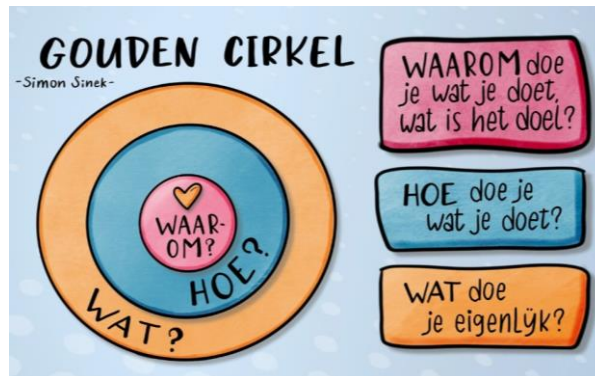 GOUDEN CIRKEL
-Simon Sinek-
WAAR-
OM?
HOE?
WAT?
WAAROM doe
je wat je doet,
wat is het doel?
HOE doe je
wat je doet?
WAT doe
je eigenlijk?